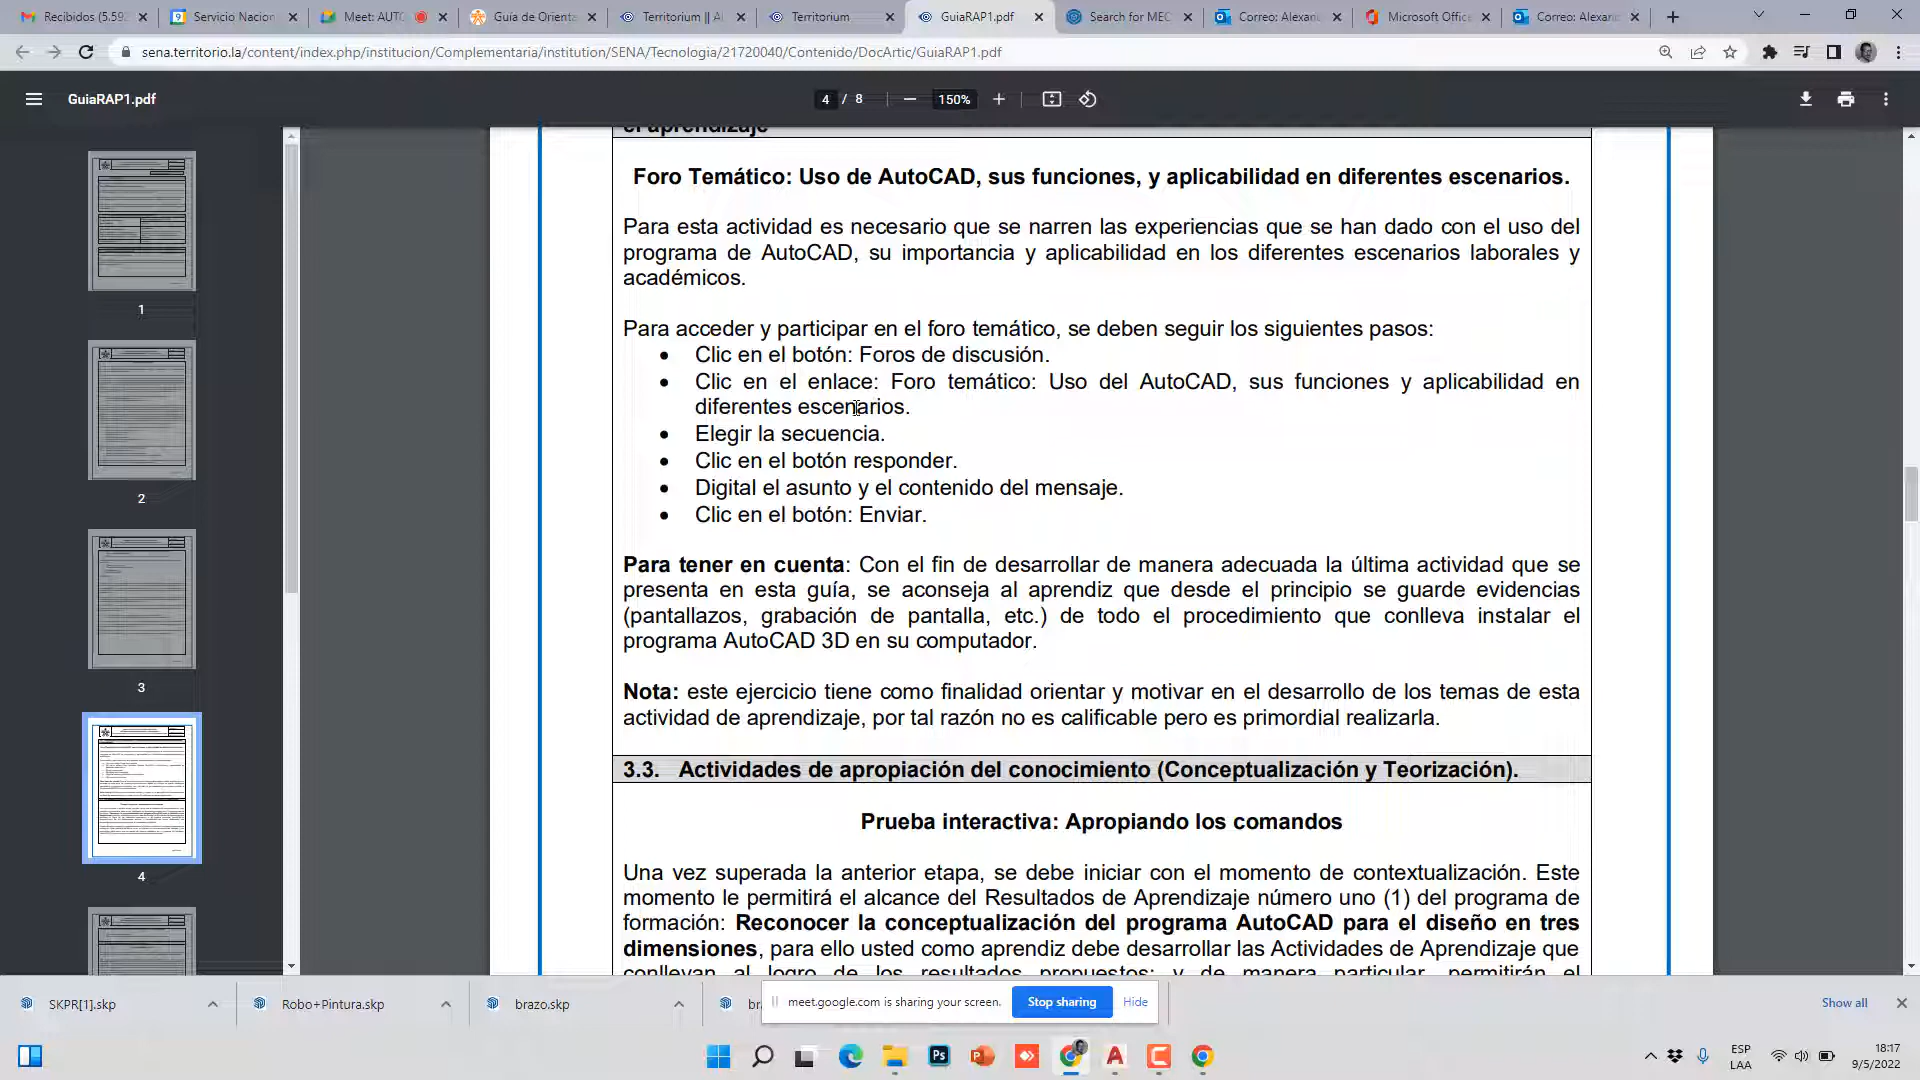 Recibidos (5.592
Servicio Nacion
Meet: AUTO
Guía de Orienta
Territorium || A
Territorium
GuiaRAP1.pdf
Search for MEC
Correo: Alexan
Microsoft Office
Correo: Alexan
sena.territorio.la/content/index.php/institucion/Complementaria/institution/SENA/Tecnologia/21720040/Contenido/DocArtic/GuiaRAP1.pdf
GuiaRAP1.pdf
4 / 8
150%
el aprendizaje
Foro Temático: Uso de AutoCAD, sus funciones, y aplicabilidad en diferentes escenarios.
Para esta actividad es necesario que se narren las experiencias que se han dado con el uso del
programa de AutoCAD, su importancia y aplicabilidad en los diferentes escenarios laborales y
académicos.
Para acceder y participar en el foro temático, se deben seguir los siguientes pasos:
• Clic en el botón: Foros de discusión.
• Clic en el enlace: Foro temático: Uso del AutoCAD, sus funciones y aplicabilidad en
diferentes escenarios.
• Elegir la secuencia.
• Clic en el botón responder.
• Digital el asunto y el contenido del mensaje.
• Clic en el botón: Enviar.
Para tener en cuenta: Con el fin de desarrollar de manera adecuada la última actividad que se
presenta en esta guía, se aconseja al aprendiz que desde el principio se guarde evidencias
(pantallazos, grabación de pantalla, etc.) de todo el procedimiento que conlleva instalar el
programa AutoCAD 3D en su computador.
Nota: este ejercicio tiene como finalidad orientar y motivar en el desarrollo de los temas de esta
actividad de aprendizaje, por tal razón no es calificable pero es primordial realizarla.
3.3. Actividades de apropiación del conocimiento (Conceptualización y Teorización).
Prueba interactiva: Apropiando los comandos
Una vez superada la anterior etapa, se debe iniciar con el momento de contextualización. Este
momento le permitirá el alcance del Resultados de Aprendizaje número uno (1) del programa de
formación: Reconocer la conceptualización del programa AutoCAD para el diseño en tres
dimensiones, para ello usted como aprendiz debe desarrollar las Actividades de Aprendizaje que
conllevan al logro de los resultados propuestos; y de manera particular, permitirán el
1
2
3
4
SKPR[1].skp
Robo+Pintura.skp
brazo.skp
br
meet.google.com is sharing your screen.
Stop sharing
Hide
Show all
Ps
ESP
LAA
18:17
9/5/2022